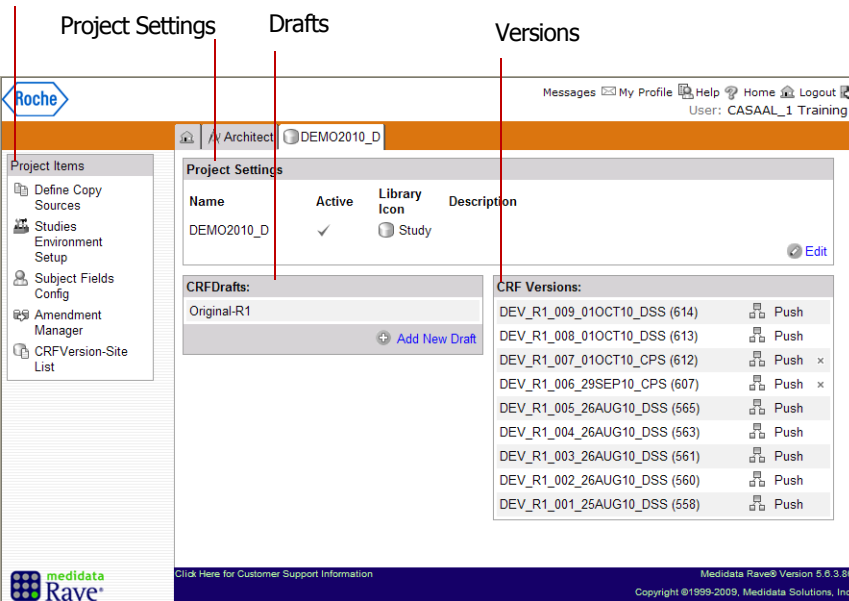 Project Settings
Drafts
Versions
Roche
Messages My Profile Help Home Logout
User: CASAAL_1 Training
Architect DEMO2010_D
Project Items
Define Copy
Sources
Studies
Environment
Setup
Subject Fields
Config
Amendment
Manager
CRFVersion-Site
List
Project Settings
Name Active Library
Icon Description
DEMO2010_D Study
Edit
CRFDrafts:
Original-R1
Add New Draft
CRF Versions:
DEV_R1_009_01OCT10_DSS (614) Push
DEV_R1_008_01OCT10_DSS (613) Push
DEV_R1_007_01OCT10_CPS (612) Push ×
DEV_R1_006_29SEP10_CPS (607) Push ×
DEV_R1_005_26AUG10_DSS (565) Push
DEV_R1_004_26AUG10_DSS (563) Push
DEV_R1_003_26AUG10_DSS (561) Push
DEV_R1_002_26AUG10_DSS (560) Push
DEV_R1_001_25AUG10_DSS (558) Push
medidata
Rave
Click Here for Customer Support Information
Medidata Rave® Version 5.6.3.80
Copyright ©1999-2009, Medidata Solutions, Inc